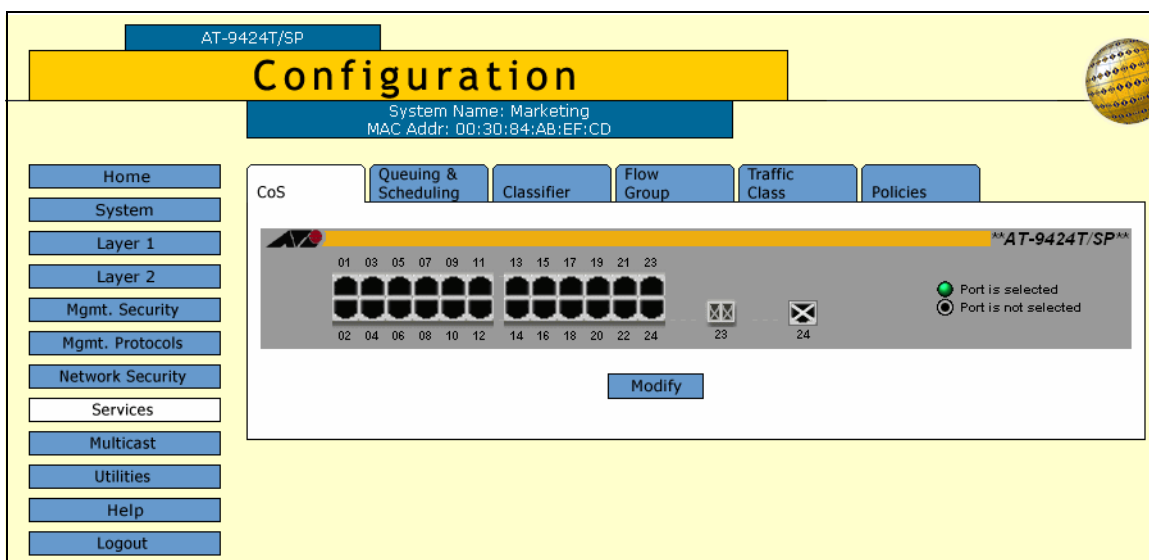 AT-9424T/SP
Configuration
System Name: Marketing
MAC Addr: 00:30:84:AB:EF:CD
Home
System
Layer 1
Layer 2
Mgmt. Security
Mgmt. Protocols
Network Security
Services
Multicast
Utilities
Help
Logout
CoS
Queuing &
Scheduling
Classifier
Flow
Group
Traffic
Class
Policies
**AT-9424T/SP**
01 03 05 07 09 11 13 15 17 19 21 23
02 04 06 08 10 12 14 16 18 20 22 24
23
24
Port is selected
Port is not selected
Modify